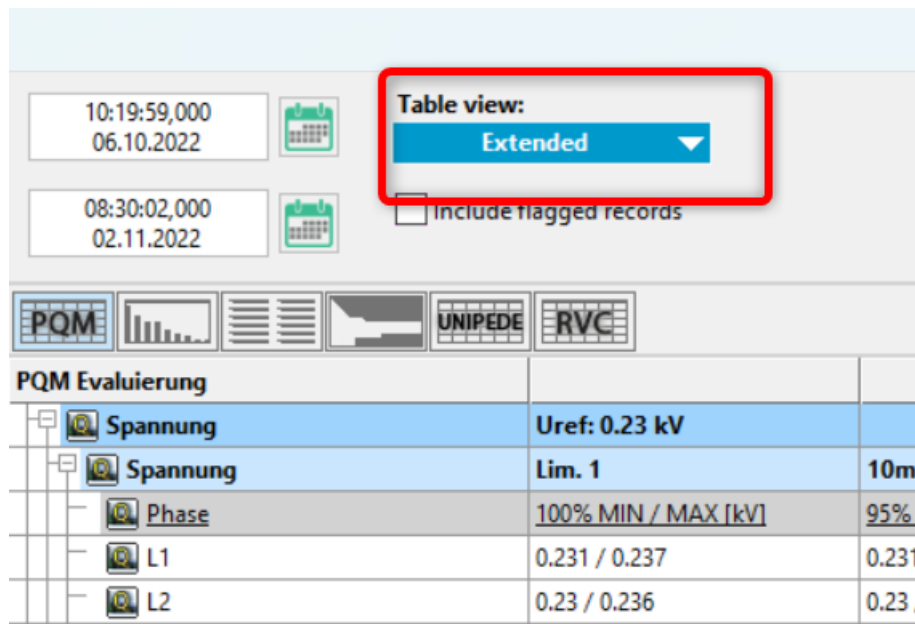 10:19:59,000
06.10.2022
Table view:
Extended
08:30:02,000
02.11.2022
Include flagged records
PQM
UNIPEDE
RVC
PQM Evaluierung
Spannung
Uref: 0.23 kV
Spannung
Lim. 1
10m
Phase
100% MIN / MAX [kV]
95%
L1
0.231 / 0.237
0.231
L2
0.23 / 0.236
0.23